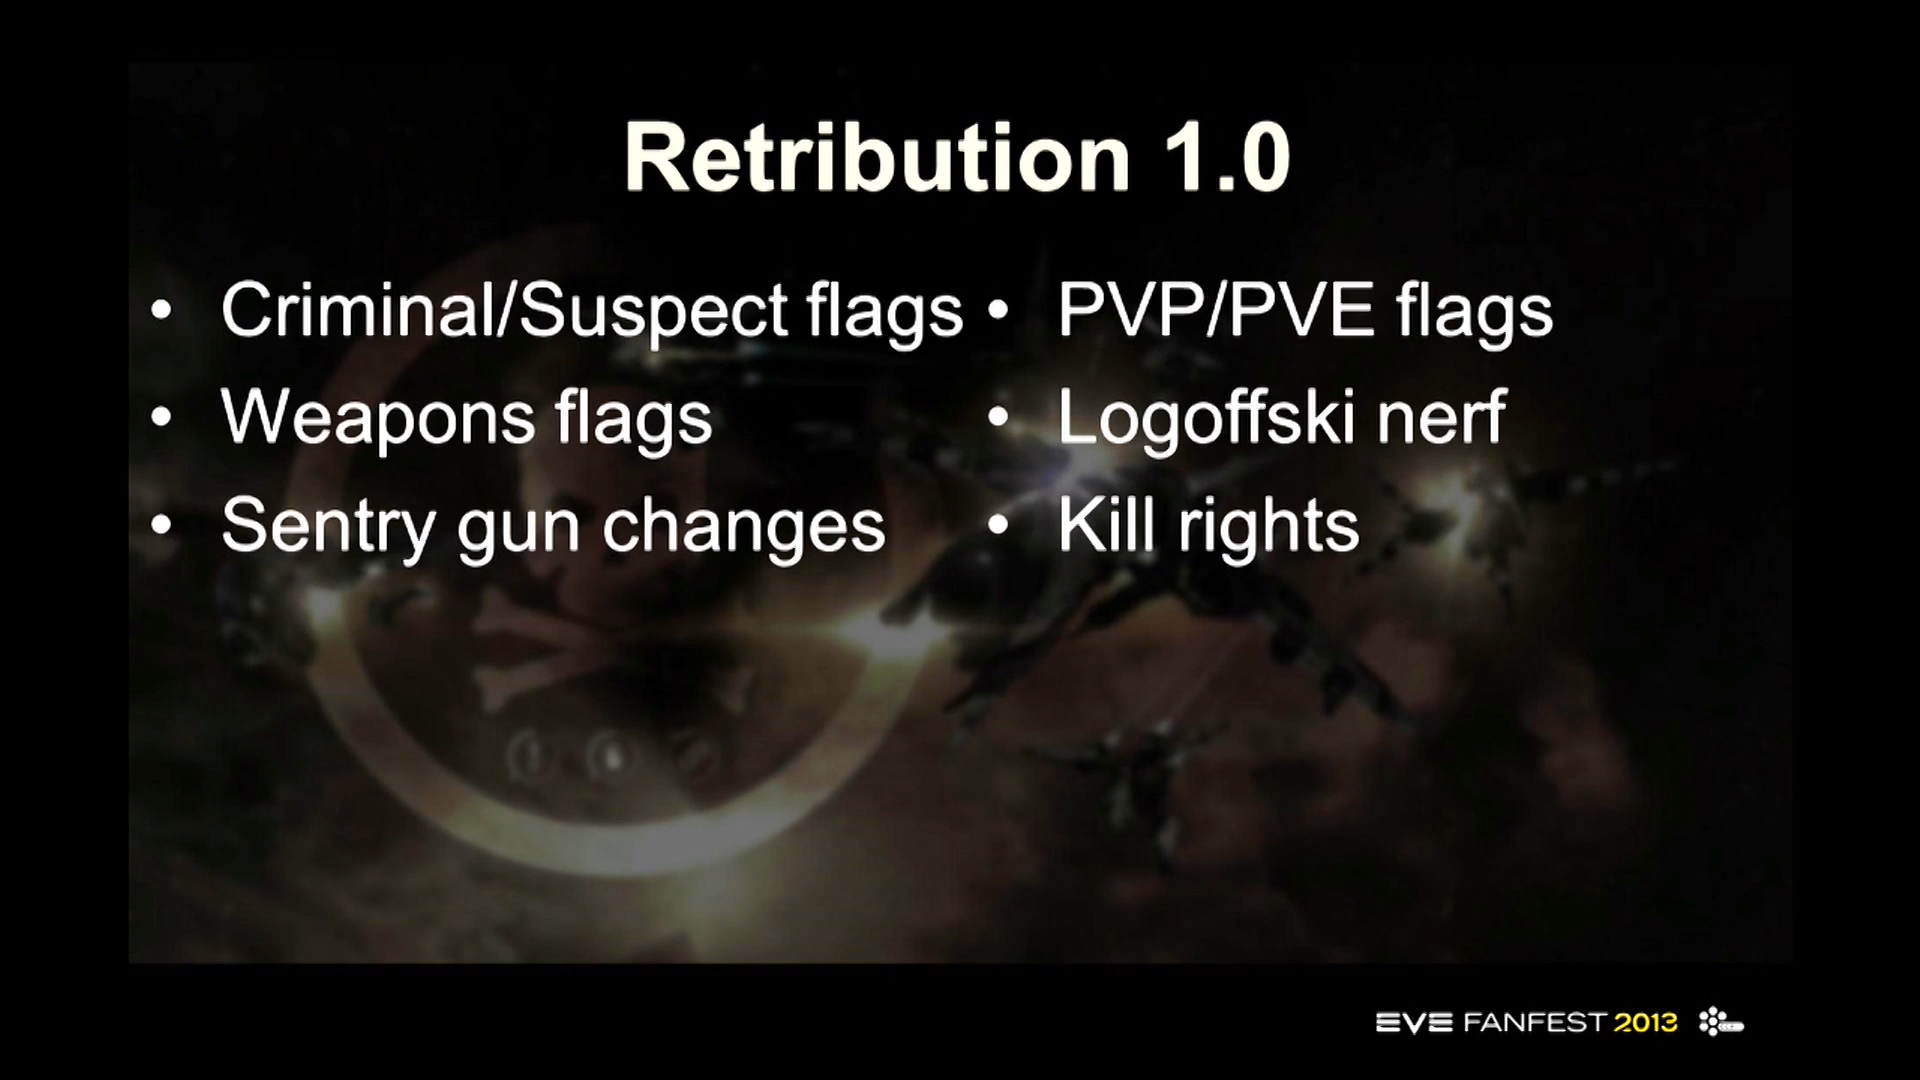 Retribution 1.0
• Criminal/Suspect flags
• Weapons flags
• Sentry gun changes
• PVP/PVE flags
• Logoffski nerf
• Kill rights
EVE FANFEST 2013